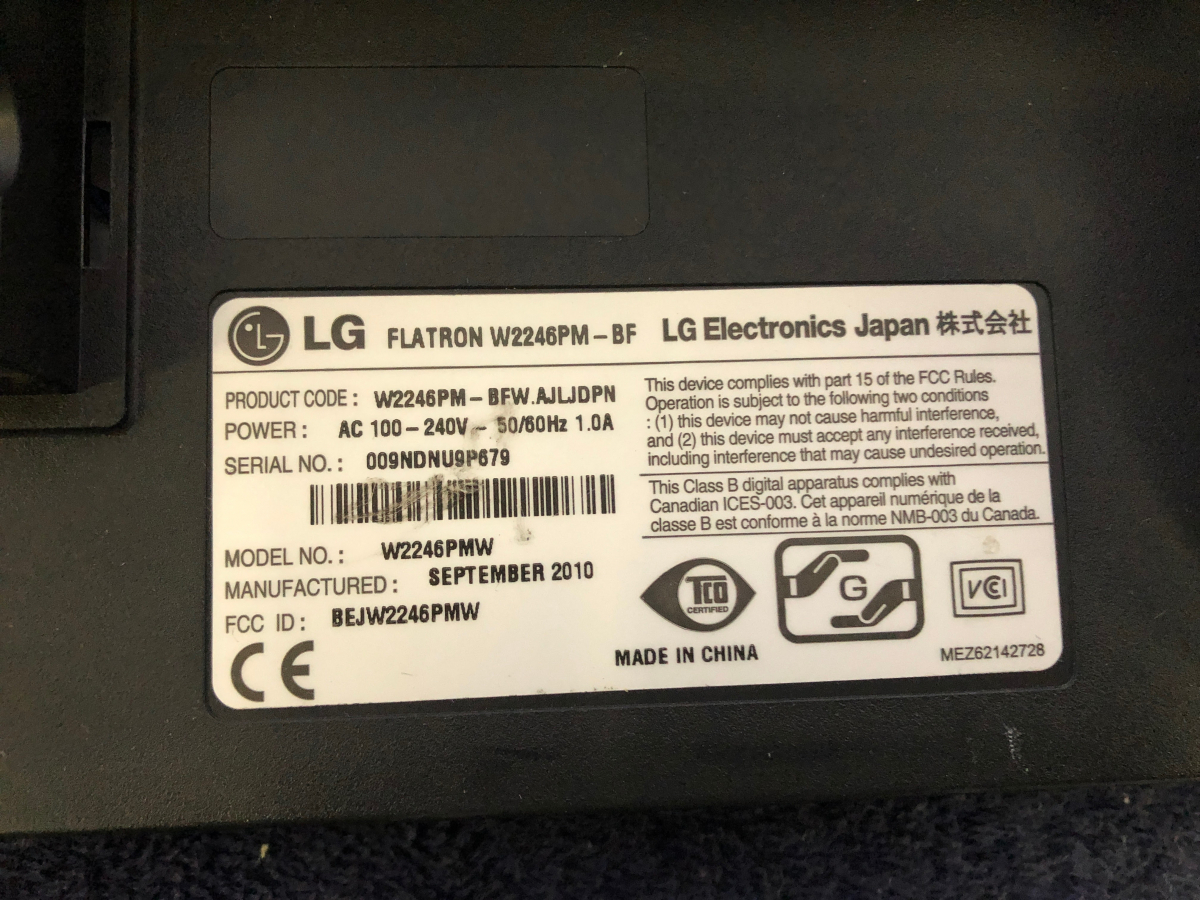 LG FLATRON W2246PM-BF LG Electronics Japan 株式会社
PRODUCT CODE : W2246PM-BFW.AJLJDPN
POWER : AC 100-240V ~ 50/60Hz 1.0A
SERIAL NO. : 009NDNU9P679
MODEL NO. : W2246PMW
MANUFACTURED : SEPTEMBER 2010
FCC ID : BEJW2246PMW
CE
This device complies with part 15 of the FCC Rules.
Operation is subject to the following two conditions
: (1) this device may not cause harmful interference,
and (2) this device must accept any interference received,
including interference that may cause undesired operation.
This Class B digital apparatus complies with
Canadian ICES-003. Cet appareil numérique de la
classe B est conforme à la norme NMB-003 du Canada.
TCO
CERTIFIED
G
VCI
MADE IN CHINA
MEZ62142728